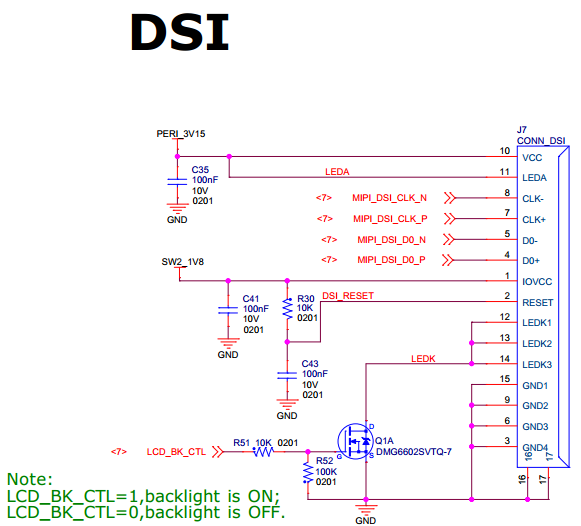 DSI
PERI_3V15
C35
100nF
10V
0201
GND
LEDA
<7> MIPI_DSI_CLK_N
<7> MIPI_DSI_CLK_P
<7> MIPI_DSI_D0_N
<7> MIPI_DSI_D0_P
SW2_1V8
C41
100nF
10V
0201
GND
R30
10K
0201
DSI_RESET
C43
100nF
10V
0201
GND
LEDK
J7
CONN_DSI
10 VCC
11 LEDA
8 CLK-
7 CLK+
5 D0-
4 D0+
1 IOVCC
2 RESET
12 LEDK1
13 LEDK2
14 LEDK3
15 GND1
9 GND2
6 GND3
3 GND4
16 17
16 17
<7> LCD_BK_CTL
R51 10K 0201
R52
100K
0201
D
G
S
Q1A
DMG6602SVTQ-7
GND
Note:
LCD_BK_CTL=1,backlight is ON;
LCD_BK_CTL=0,backlight is OFF.